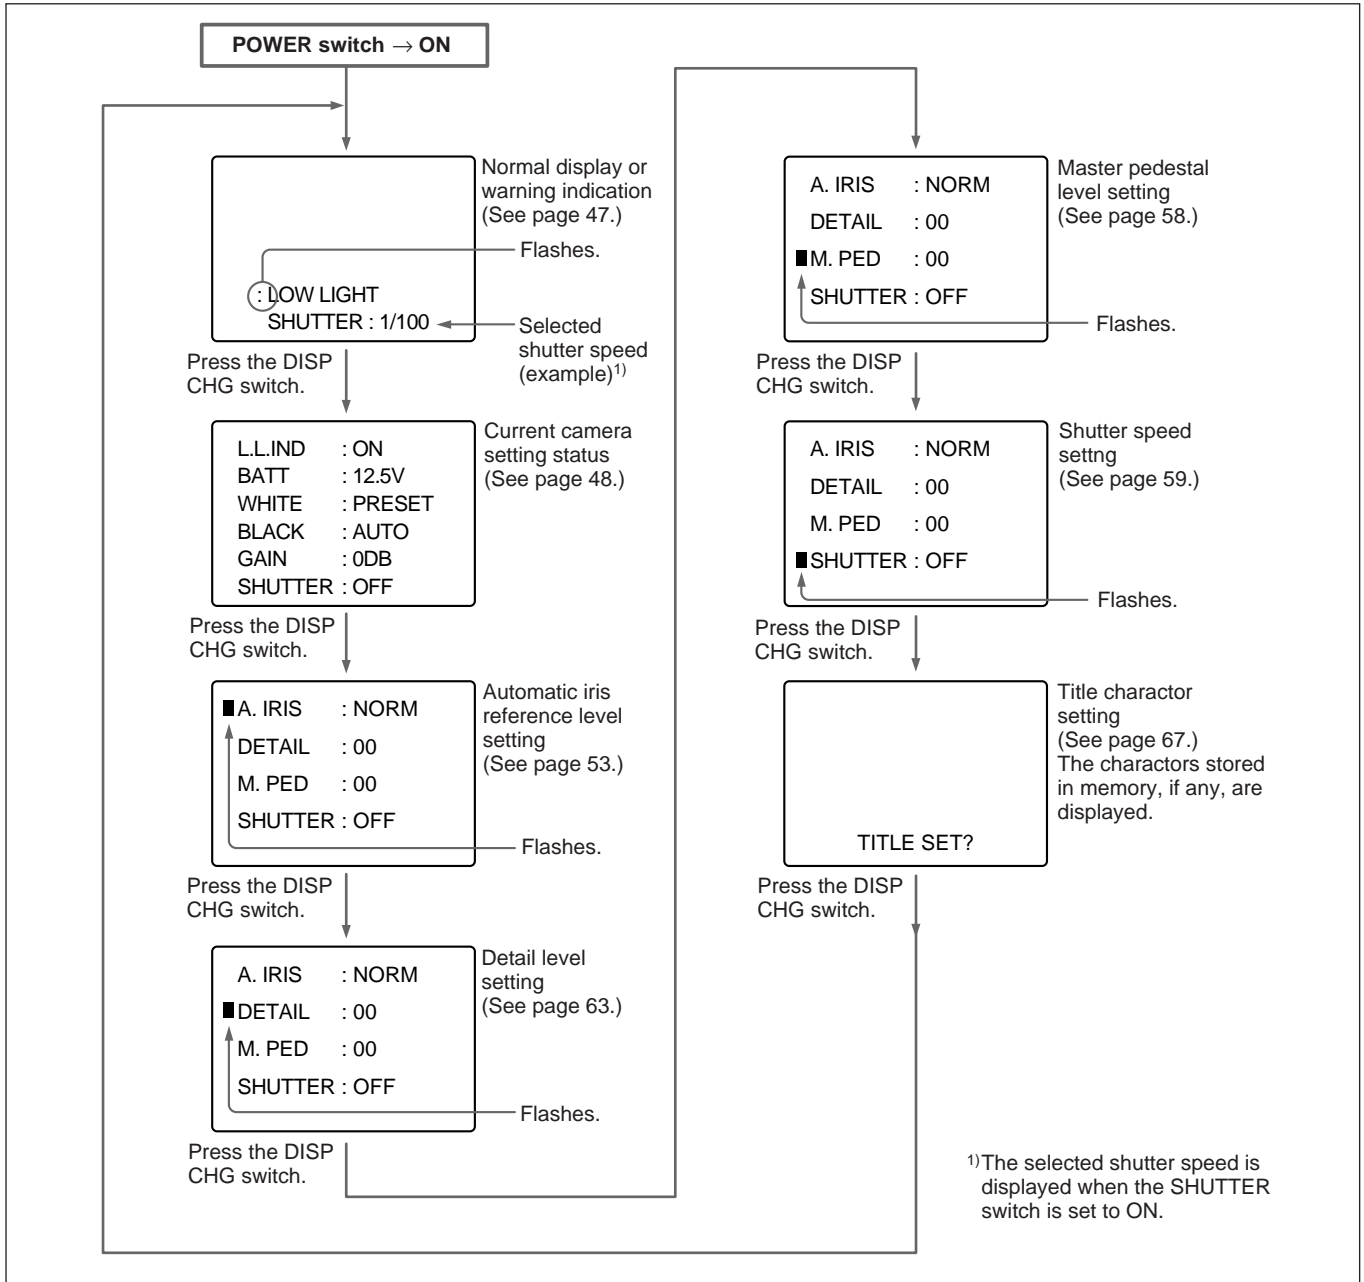 POWER switch → ON
Normal display or
warning indication
(See page 47.)
Flashes.
: LOW LIGHT
SHUTTER : 1/100
Selected
shutter speed
(example)1)
Press the DISP
CHG switch.
L.L.IND : ON
BATT : 12.5V
WHITE : PRESET
BLACK : AUTO
GAIN : 0DB
SHUTTER : OFF
Current camera
setting status
(See page 48.)
Press the DISP
CHG switch.
A. IRIS : NORM
DETAIL : 00
M. PED : 00
SHUTTER : OFF
Automatic iris
reference level
setting
(See page 53.)
Flashes.
Press the DISP
CHG switch.
A. IRIS : NORM
DETAIL : 00
M. PED : 00
SHUTTER : OFF
Detail level
setting
(See page 63.)
Flashes.
Press the DISP
CHG switch.
A. IRIS : NORM
DETAIL : 00
M. PED : 00
SHUTTER : OFF
Master pedestal
level setting
(See page 58.)
Flashes.
Press the DISP
CHG switch.
A. IRIS : NORM
DETAIL : 00
M. PED : 00
SHUTTER : OFF
Shutter speed
settng
(See page 59.)
Flashes.
Press the DISP
CHG switch.
TITLE SET?
Title charactor
setting
(See page 67.)
The charactors stored
in memory, if any, are
displayed.
Press the DISP
CHG switch.
1)The selected shutter speed is
displayed when the SHUTTER
switch is set to ON.